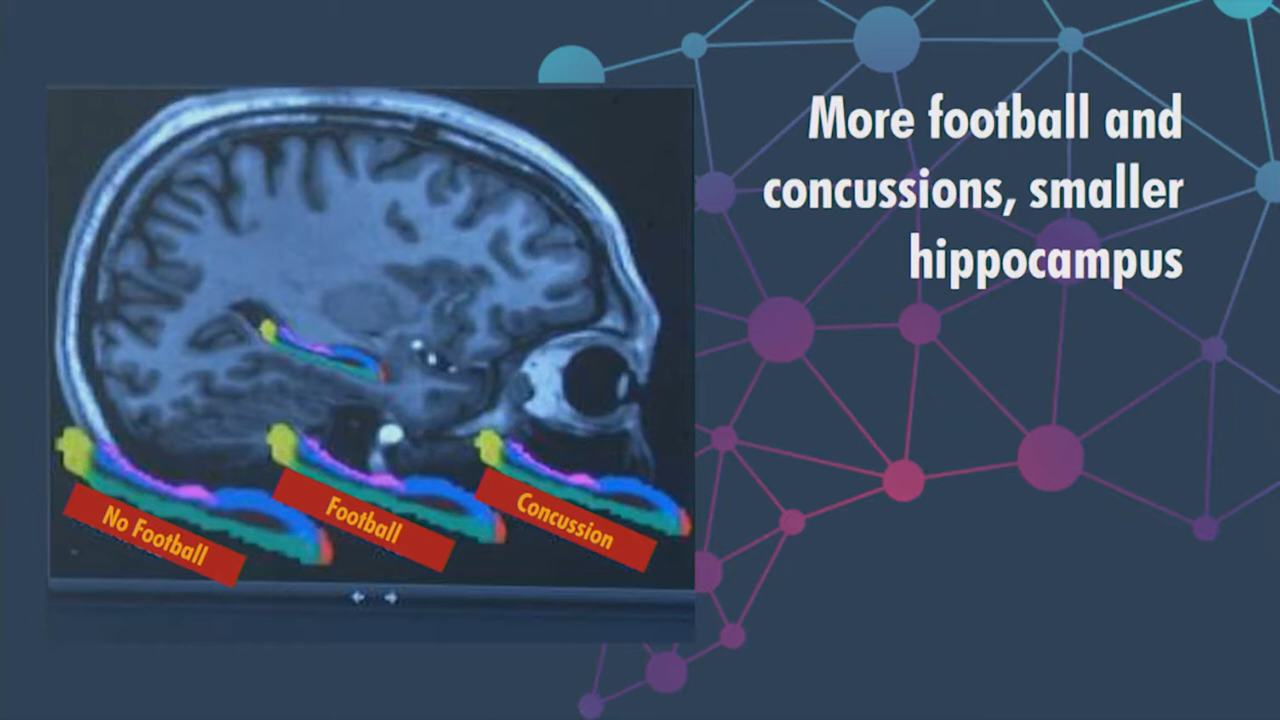 More football and
concussions, smaller
hippocampus
No Football
Football
Concussion